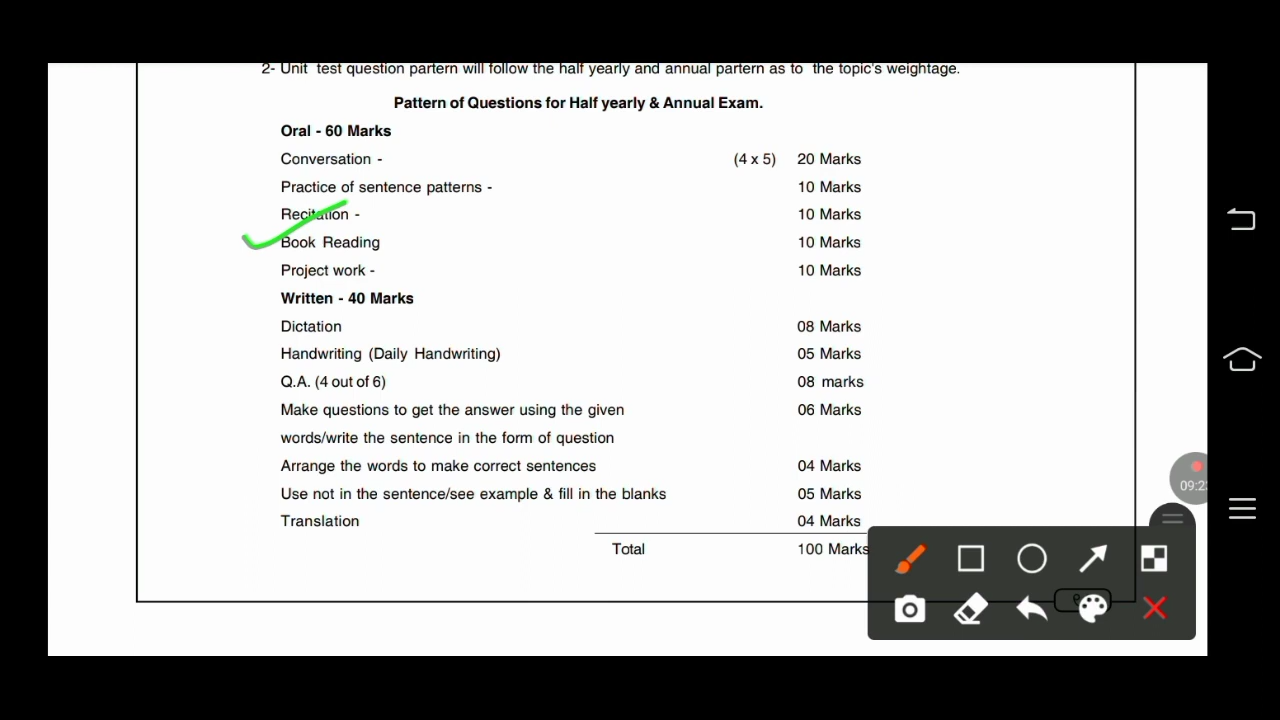 2- Unit test question partern will follow the half yearly and annual partern as to the topic's weightage.
Pattern of Questions for Half yearly & Annual Exam.
Oral - 60 Marks
Conversation - (4 x 5) 20 Marks
Practice of sentence patterns - 10 Marks
Recitation - 10 Marks
Book Reading 10 Marks
Project work - 10 Marks
Written - 40 Marks
Dictation 08 Marks
Handwriting (Daily Handwriting) 05 Marks
Q.A. (4 out of 6) 08 marks
Make questions to get the answer using the given 06 Marks
words/write the sentence in the form of question
Arrange the words to make correct sentences 04 Marks
Use not in the sentence/see example & fill in the blanks 05 Marks
Translation 04 Marks
Total 100 Marks